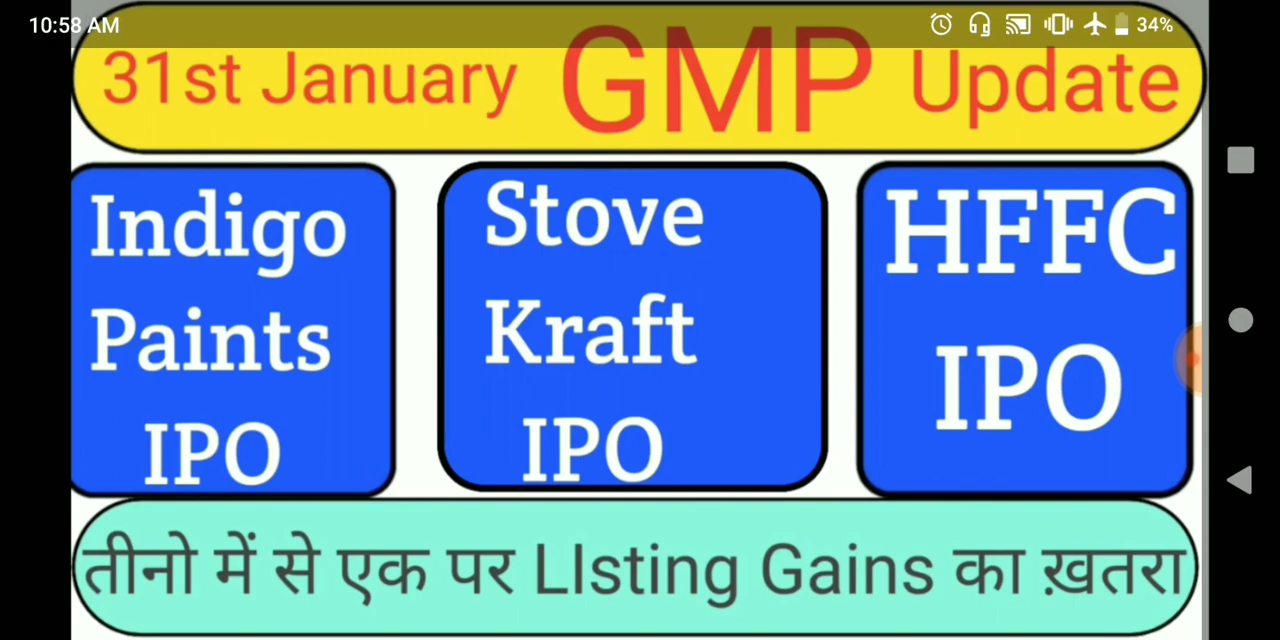 10:58 AM 34%
31st January GMP Update
Indigo
Paints
IPO
Stove
Kraft
IPO
HFFC
IPO
तीनो में से एक पर LIsting Gains का ख़तरा